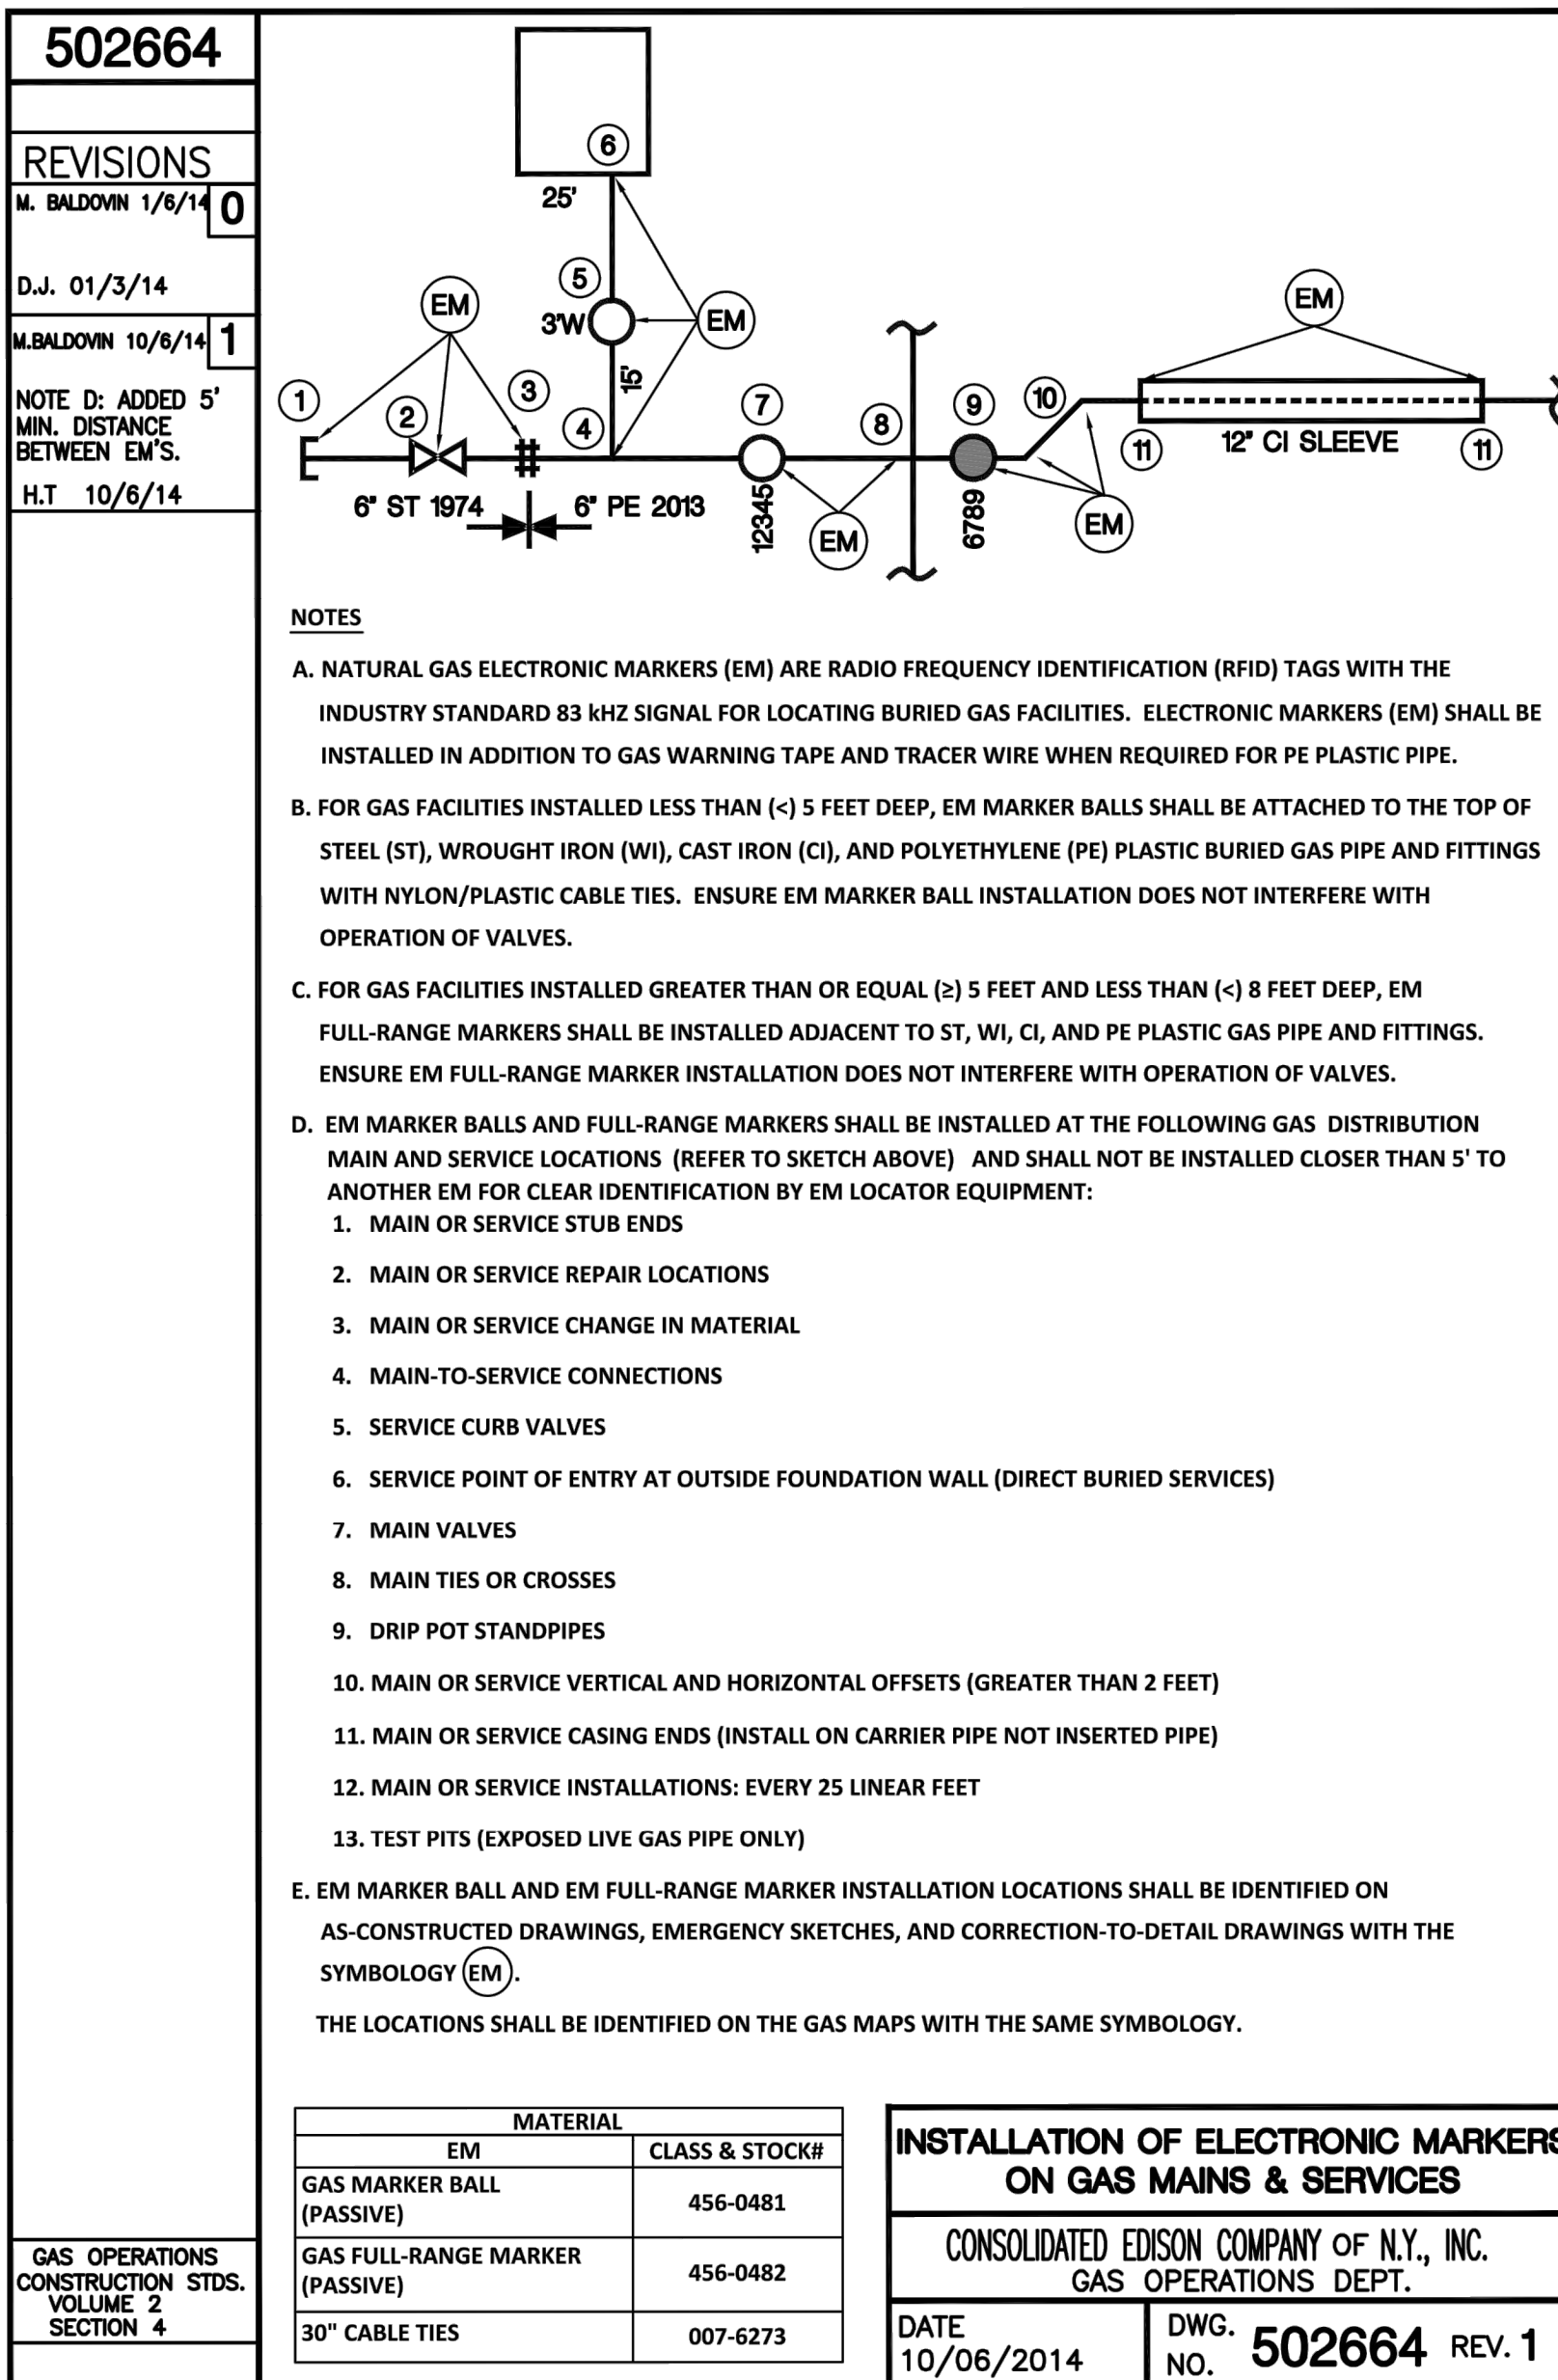 502664
REVISIONS
M. BALDOVIN 1/6/14 0
D.J. 01/3/14
M.BALDOVIN 10/6/14 1
NOTE D: ADDED 5'
MIN. DISTANCE
BETWEEN EM'S.
H.T 10/6/14
GAS OPERATIONS
CONSTRUCTION STDS.
VOLUME 2
SECTION 4
6
25'
5
EM
3'W
EM
EM
1
2
3
15'
4
7
8
9
10
11
12" CI SLEEVE
11
6" ST 1974
6" PE 2013
12345
EM
6789
EM
NOTES
A. NATURAL GAS ELECTRONIC MARKERS (EM) ARE RADIO FREQUENCY IDENTIFICATION (RFID) TAGS WITH THE
INDUSTRY STANDARD 83 kHZ SIGNAL FOR LOCATING BURIED GAS FACILITIES. ELECTRONIC MARKERS (EM) SHALL BE
INSTALLED IN ADDITION TO GAS WARNING TAPE AND TRACER WIRE WHEN REQUIRED FOR PE PLASTIC PIPE.
B. FOR GAS FACILITIES INSTALLED LESS THAN (<) 5 FEET DEEP, EM MARKER BALLS SHALL BE ATTACHED TO THE TOP OF
STEEL (ST), WROUGHT IRON (WI), CAST IRON (CI), AND POLYETHYLENE (PE) PLASTIC BURIED GAS PIPE AND FITTINGS
WITH NYLON/PLASTIC CABLE TIES. ENSURE EM MARKER BALL INSTALLATION DOES NOT INTERFERE WITH
OPERATION OF VALVES.
C. FOR GAS FACILITIES INSTALLED GREATER THAN OR EQUAL (≥) 5 FEET AND LESS THAN (<) 8 FEET DEEP, EM
FULL-RANGE MARKERS SHALL BE INSTALLED ADJACENT TO ST, WI, CI, AND PE PLASTIC GAS PIPE AND FITTINGS.
ENSURE EM FULL-RANGE MARKER INSTALLATION DOES NOT INTERFERE WITH OPERATION OF VALVES.
D. EM MARKER BALLS AND FULL-RANGE MARKERS SHALL BE INSTALLED AT THE FOLLOWING GAS DISTRIBUTION
MAIN AND SERVICE LOCATIONS (REFER TO SKETCH ABOVE) AND SHALL NOT BE INSTALLED CLOSER THAN 5' TO
ANOTHER EM FOR CLEAR IDENTIFICATION BY EM LOCATOR EQUIPMENT:
1. MAIN OR SERVICE STUB ENDS
2. MAIN OR SERVICE REPAIR LOCATIONS
3. MAIN OR SERVICE CHANGE IN MATERIAL
4. MAIN-TO-SERVICE CONNECTIONS
5. SERVICE CURB VALVES
6. SERVICE POINT OF ENTRY AT OUTSIDE FOUNDATION WALL (DIRECT BURIED SERVICES)
7. MAIN VALVES
8. MAIN TIES OR CROSSES
9. DRIP POT STANDPIPES
10. MAIN OR SERVICE VERTICAL AND HORIZONTAL OFFSETS (GREATER THAN 2 FEET)
11. MAIN OR SERVICE CASING ENDS (INSTALL ON CARRIER PIPE NOT INSERTED PIPE)
12. MAIN OR SERVICE INSTALLATIONS: EVERY 25 LINEAR FEET
13. TEST PITS (EXPOSED LIVE GAS PIPE ONLY)
E. EM MARKER BALL AND EM FULL-RANGE MARKER INSTALLATION LOCATIONS SHALL BE IDENTIFIED ON
AS-CONSTRUCTED DRAWINGS, EMERGENCY SKETCHES, AND CORRECTION-TO-DETAIL DRAWINGS WITH THE
SYMBOLOGY EM.
THE LOCATIONS SHALL BE IDENTIFIED ON THE GAS MAPS WITH THE SAME SYMBOLOGY.
MATERIAL
EM CLASS & STOCK#
GAS MARKER BALL
(PASSIVE) 456-0481
GAS FULL-RANGE MARKER
(PASSIVE) 456-0482
30" CABLE TIES 007-6273
INSTALLATION OF ELECTRONIC MARKERS
ON GAS MAINS & SERVICES
CONSOLIDATED EDISON COMPANY OF N.Y., INC.
GAS OPERATIONS DEPT.
DATE
10/06/2014
DWG.
NO. 502664 REV. 1